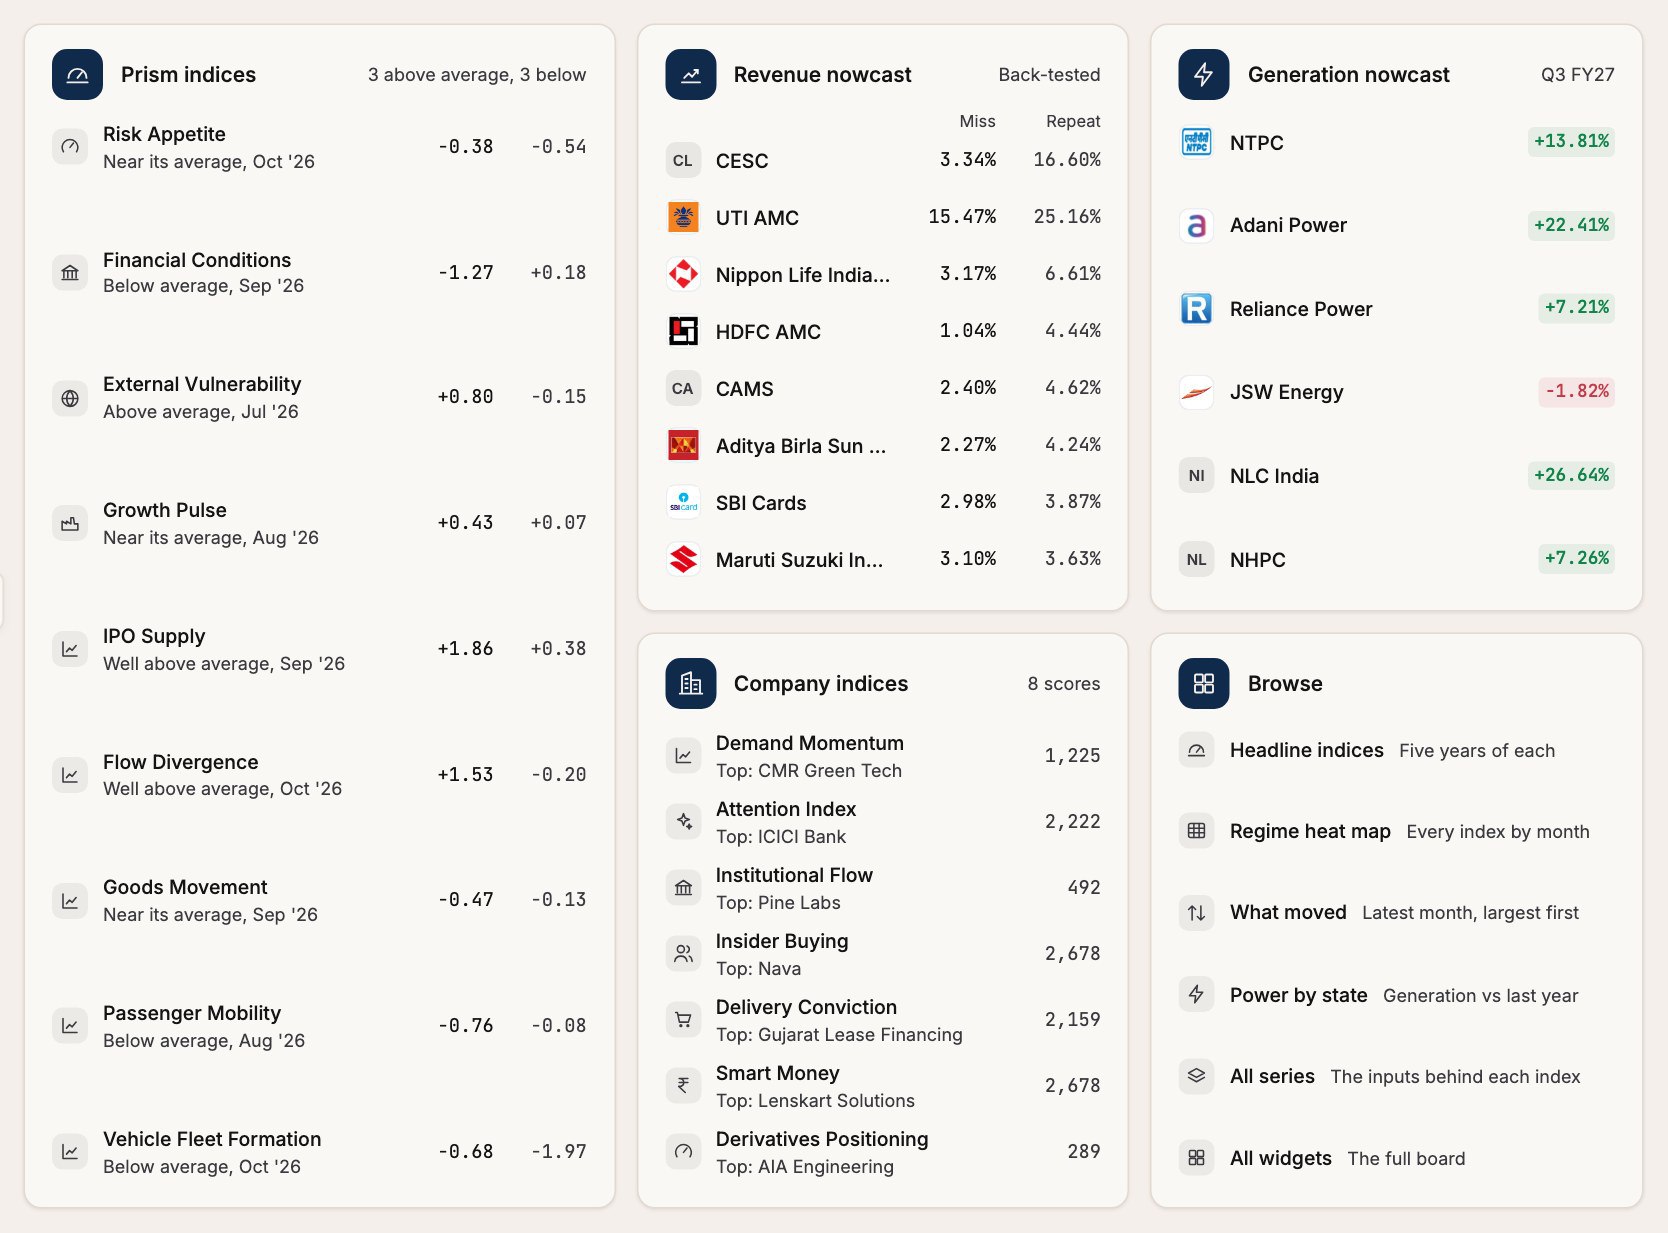 Prism indices 3 above average, 3 below
Risk Appetite
Near its average, Oct '26
-0.38 -0.54
Financial Conditions
Below average, Sep '26
-1.27 +0.18
External Vulnerability
Above average, Jul '26
+0.80 -0.15
Growth Pulse
Near its average, Aug '26
+0.43 +0.07
IPO Supply
Well above average, Sep '26
+1.86 +0.38
Flow Divergence
Well above average, Oct '26
+1.53 -0.20
Goods Movement
Near its average, Sep '26
-0.47 -0.13
Passenger Mobility
Below average, Aug '26
-0.76 -0.08
Vehicle Fleet Formation
Below average, Oct '26
-0.68 -1.97
Revenue nowcast Back-tested
Miss Repeat
CL CESC 3.34% 16.60%
UTI AMC 15.47% 25.16%
Nippon Life India... 3.17% 6.61%
HDFC AMC 1.04% 4.44%
CA CAMS 2.40% 4.62%
Aditya Birla Sun ... 2.27% 4.24%
SBI card SBI Cards 2.98% 3.87%
Maruti Suzuki In... 3.10% 3.63%
Generation nowcast Q3 FY27
एनटीपीसी
NTPC
NTPC +13.81%
a Adani Power +22.41%
R Reliance Power +7.21%
JSW Energy -1.82%
NI NLC India +26.64%
NL NHPC +7.26%
Company indices 8 scores
Demand Momentum
Top: CMR Green Tech
1,225
Attention Index
Top: ICICI Bank
2,222
Institutional Flow
Top: Pine Labs
492
Insider Buying
Top: Nava
2,678
Delivery Conviction
Top: Gujarat Lease Financing
2,159
₹ Smart Money
Top: Lenskart Solutions
2,678
Derivatives Positioning
Top: AIA Engineering
289
Browse
Headline indices Five years of each
Regime heat map Every index by month
What moved Latest month, largest first
Power by state Generation vs last year
All series The inputs behind each index
All widgets The full board